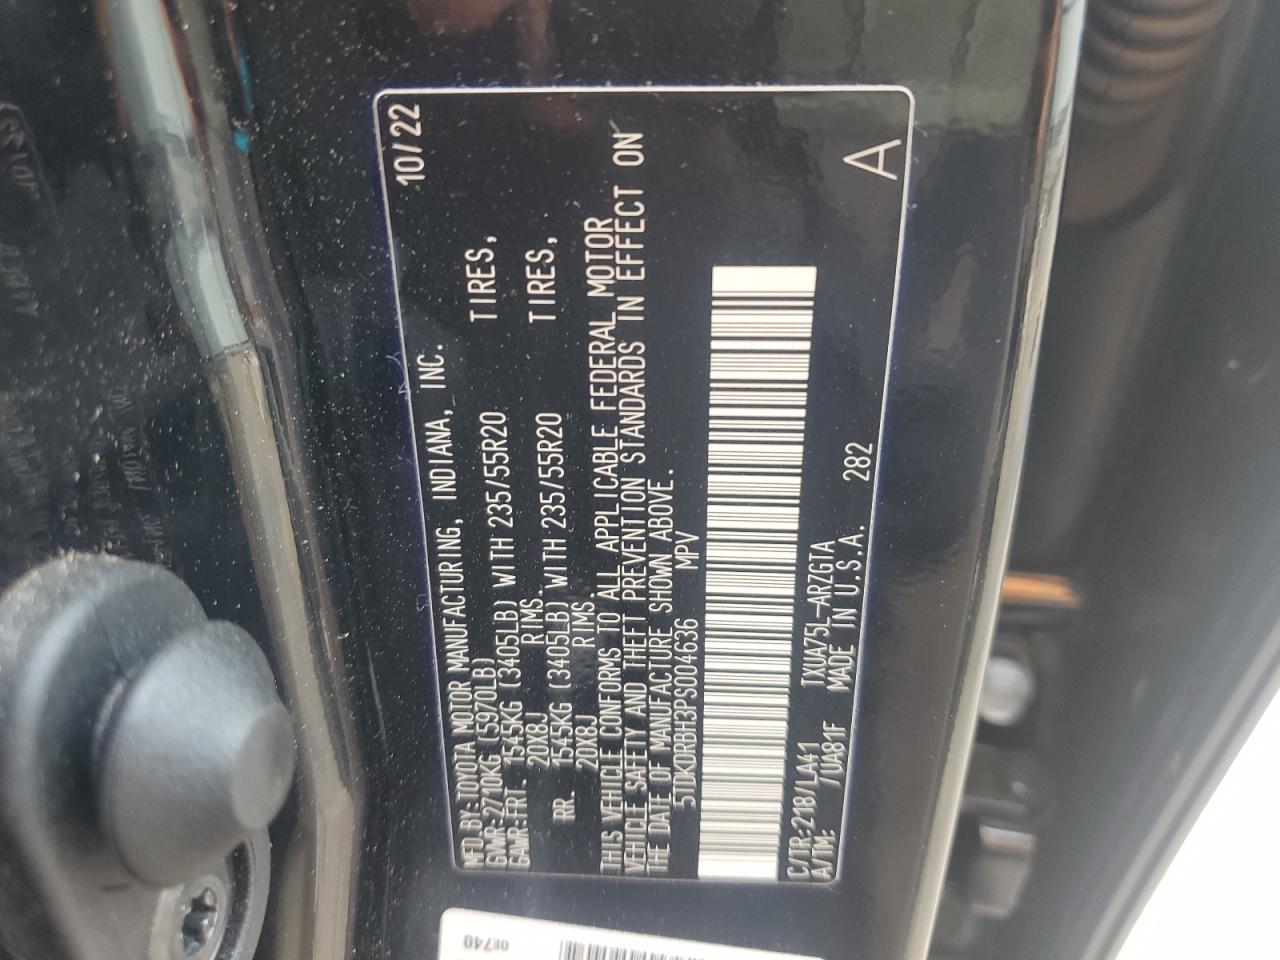 MFD BY: TOYOTA MOTOR MANUFACTURING, INDIANA, INC. 10/22
GVWR:2710KG (5970LB)
GAWR:FRT. 1545KG (3405LB) WITH 235/55R20 TIRES,
20X8J RIMS.
RR. 1545KG (3405LB) WITH 235/55R20 TIRES,
20X8J RIMS
THIS VEHICLE CONFORMS TO ALL APPLICABLE FEDERAL MOTOR
VEHICLE SAFETY AND THEFT PREVENTION STANDARDS IN EFFECT ON
THE DATE OF MANUFACTURE SHOWN ABOVE.
5TDKDRBH3PS004636 MPV
C/TR:218/LA41 TXUA75L-ARZGTA
A/TM: /UA81F MADE IN U.S.A. 282
A
0E740